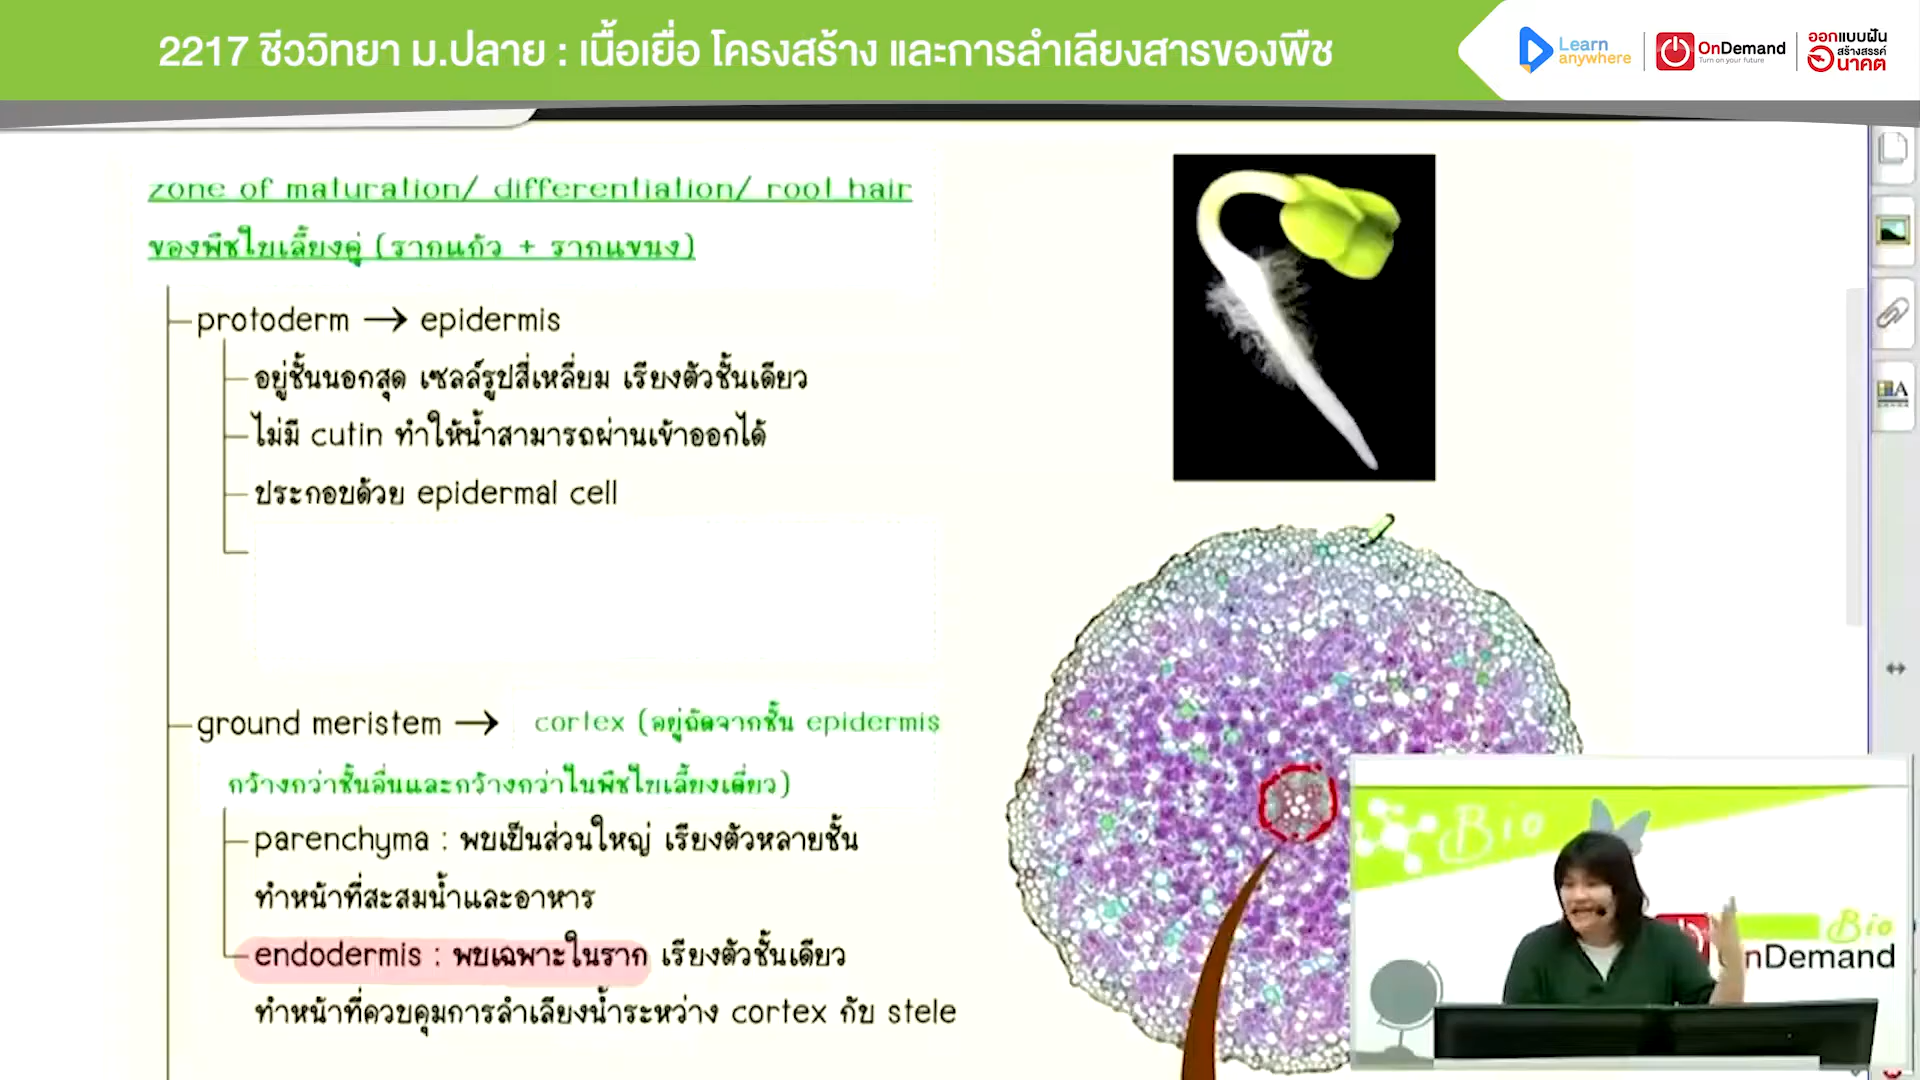 2217 ชีววิทยา ม.ปลาย : เนื้อเยื่อ โครงสร้าง และการลำเลียงสารของพืช
Learn anywhere
OnDemand
Turn on your future
ออกแบบฝัน
สร้างสรรค์
อนาคต
zone of maturation/ differentiation/ root hair
ของพืชใบเลี้ยงคู่ (รากแก้ว + รากแขนง)
protoderm → epidermis
อยู่ชั้นนอกสุด เซลล์รูปสี่เหลี่ยม เรียงตัวชั้นเดียว
ไม่มี cutin ทำให้น้ำสามารถผ่านเข้าออกได้
ประกอบด้วย epidermal cell
ground meristem → cortex (อยู่ถัดจากชั้น epidermis
กว้างกว่าชั้นอื่นและกว้างกว่าในพืชใบเลี้ยงเดี่ยว)
parenchyma : พบเป็นส่วนใหญ่ เรียงตัวหลายชั้น
ทำหน้าที่สะสมน้ำและอาหาร
endodermis : พบเฉพาะในราก เรียงตัวชั้นเดียว
ทำหน้าที่ควบคุมการลำเลียงน้ำระหว่าง cortex กับ stele
Bio
Bio
nDemand